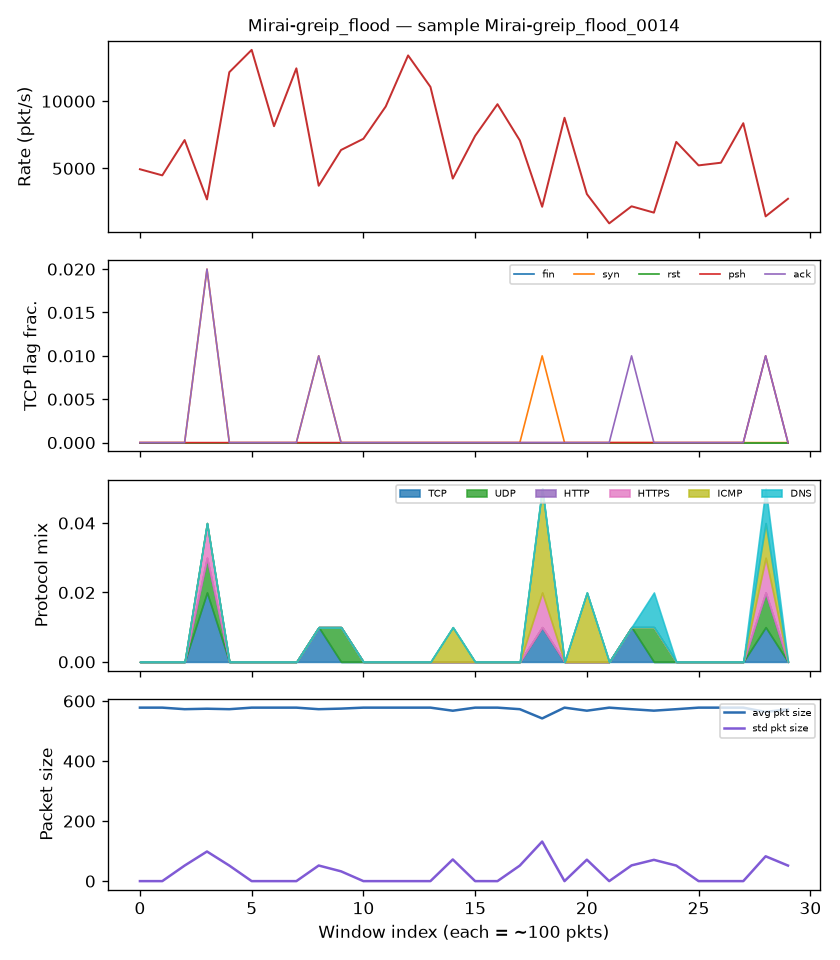 Mirai-greip_flood — sample Mirai-greip_flood_0014
Rate (pkt/s)
10000
5000
TCP flag frac.
0.020
0.015
0.010
0.005
0.000
fin syn rst psh ack
Protocol mix
0.04
0.02
0.00
TCP UDP HTTP HTTPS ICMP DNS
Packet size
600
400
200
0
avg pkt size
std pkt size
0 5 10 15 20 25 30
Window index (each = ~100 pkts)